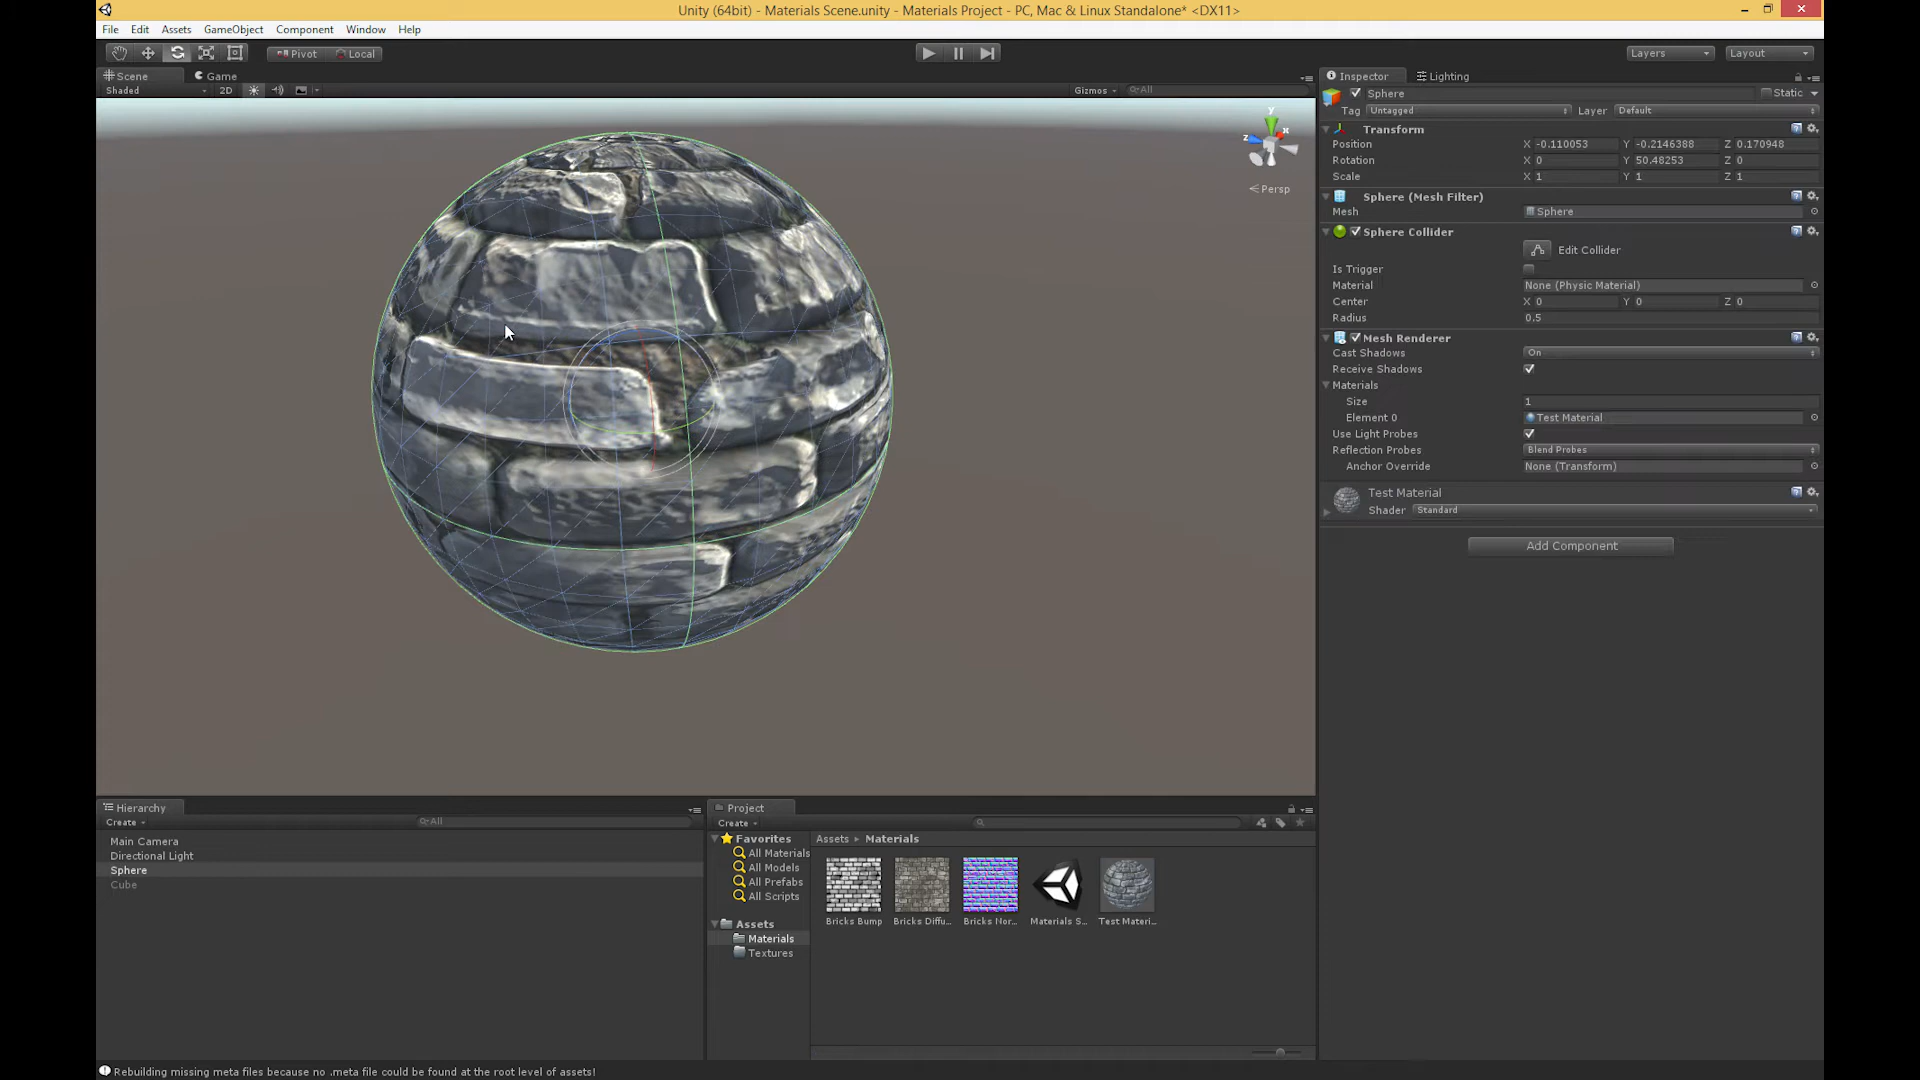 Unity (64bit) - Materials Scene.unity - Materials Project - PC, Mac & Linux Standalone* <DX11>
File Edit Assets GameObject Component Window Help
Pivot Local Layers Layout
Scene Game
Shaded 2D Gizmos All
y
x
z
Persp
Inspector Lighting
Sphere Static
Tag Untagged Layer Default
Transform
Position X -0.110053 Y -0.2146388 Z 0.170948
Rotation X 0 Y 50.48253 Z 0
Scale X 1 Y 1 Z 1
Sphere (Mesh Filter)
Mesh Sphere
Sphere Collider
Edit Collider
Is Trigger
Material None (Physic Material)
Center X 0 Y 0 Z 0
Radius 0.5
Mesh Renderer
Cast Shadows On
Receive Shadows
Materials
Size 1
Element 0 Test Material
Use Light Probes
Reflection Probes Blend Probes
Anchor Override None (Transform)
Test Material
Shader Standard
Add Component
Hierarchy
Create All
Main Camera
Directional Light
Sphere
Cube
Project
Create
Favorites
All Materials
All Models
All Prefabs
All Scripts
Assets
Materials
Textures
Assets Materials
Bricks Bump Bricks Diffu... Bricks Nor... Materials S... Test Materi...
Rebuilding missing meta files because no .meta file could be found at the root level of assets!